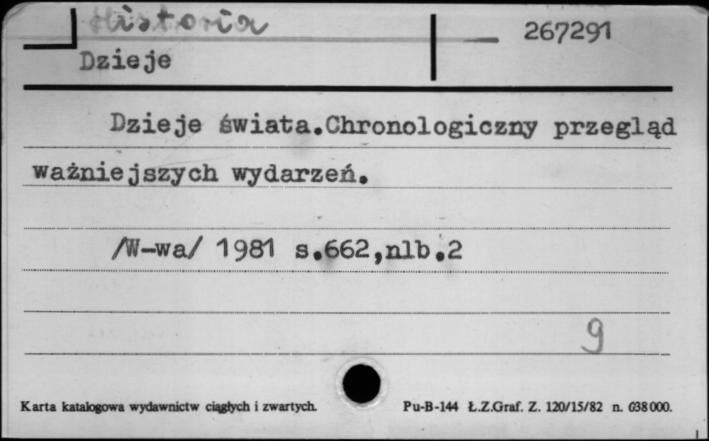 Historia
267291
Dzieje
Dzieje świata.Chronologiczny przegląd
ważniejszych wydarzeń.
/W-wa/ 1981 s.662,nlb.2
9
Karta katalogowa wydawnictw ciągłych i zwartych. Pu-B-144 Ł.Z.Graf. Z. 120/15/82 n. 638000.